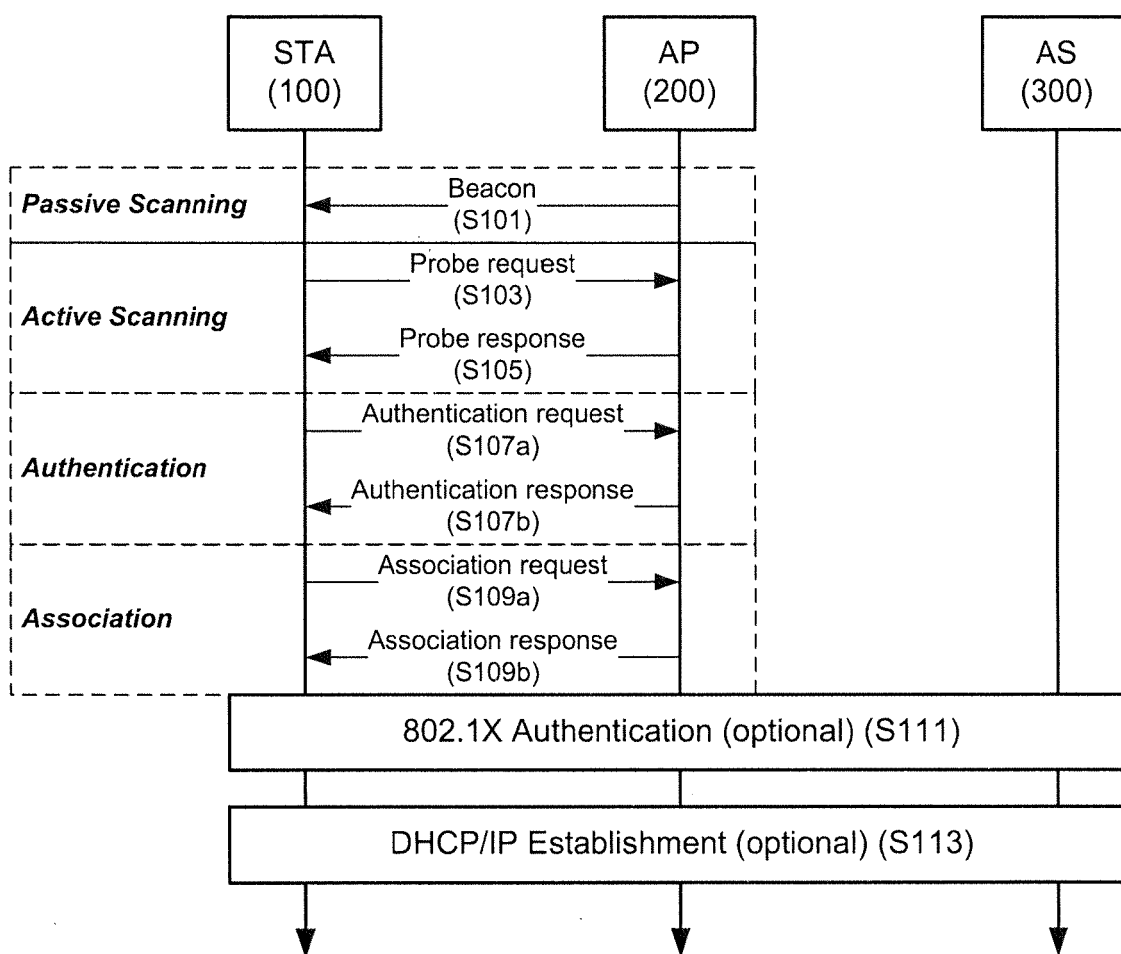 STA
(100)
AP
(200)
AS
(300)
Passive Scanning
Beacon
(S101)
Active Scanning
Probe request
(S103)
Probe response
(S105)
Authentication
Authentication request
(S107a)
Authentication response
(S107b)
Association
Association request
(S109a)
Association response
(S109b)
802.1X Authentication (optional) (S111)
DHCP/IP Establishment (optional) (S113)